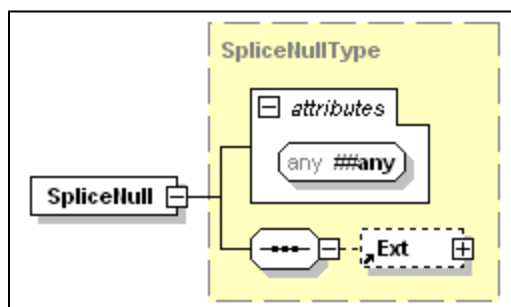 SpliceNullType
attributes
any ##any
SpliceNull
Ext